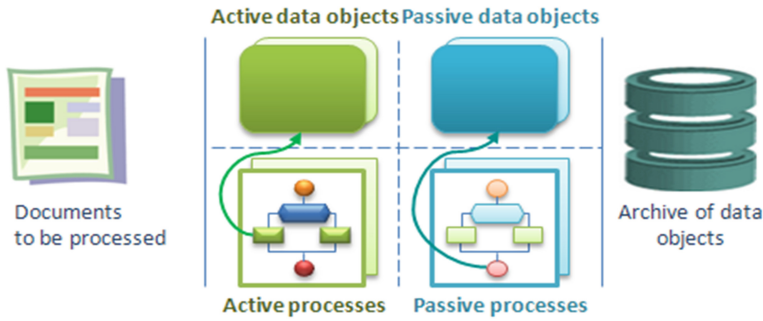 Active data objects
Passive data objects
Documents
to be processed
Archive of data
objects
Active processes
Passive processes